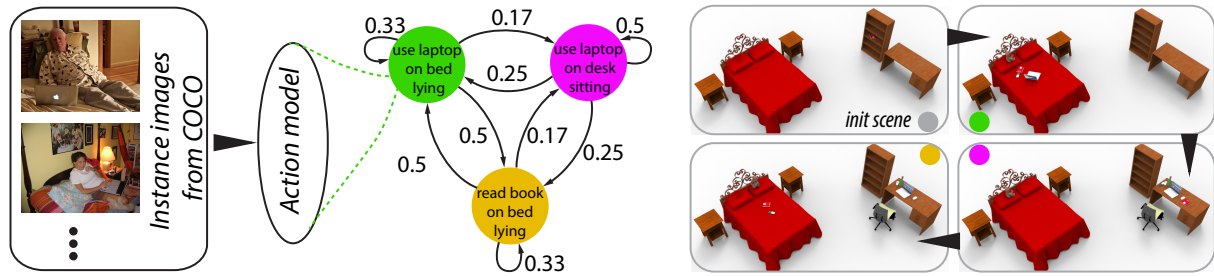 Instance images
from COCO
Action model
0.33
use laptop
on bed
lying
0.17
0.25
use laptop
on desk
sitting
0.5
0.5
0.5
0.17
0.25
read book
on bed
lying
0.33
init scene